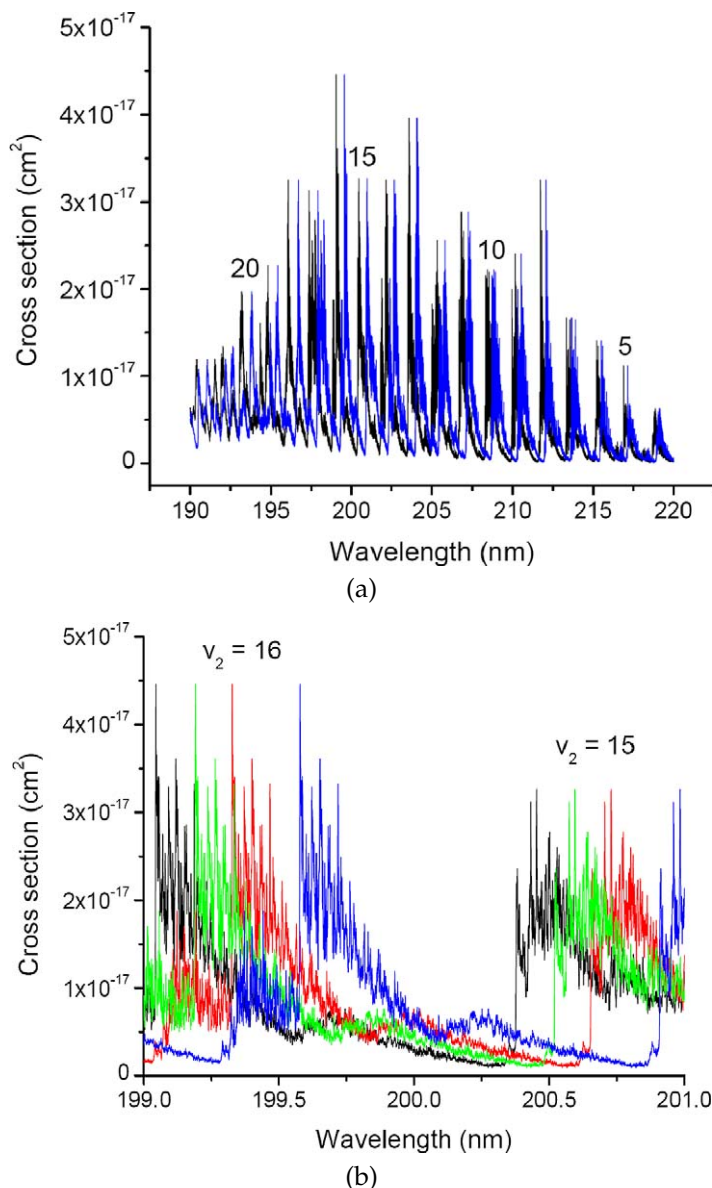 5x10⁻¹⁷
4x10⁻¹⁷
3x10⁻¹⁷
2x10⁻¹⁷
1x10⁻¹⁷
0
Cross section (cm²)
20
15
10
5
190 195 200 205 210 215 220
Wavelength (nm)
(a)
5x10⁻¹⁷
4x10⁻¹⁷
3x10⁻¹⁷
2x10⁻¹⁷
1x10⁻¹⁷
0
Cross section (cm²)
v₂ = 16
v₂ = 15
199.0 199.5 200.0 200.5 201.0
Wavelength (nm)
(b)